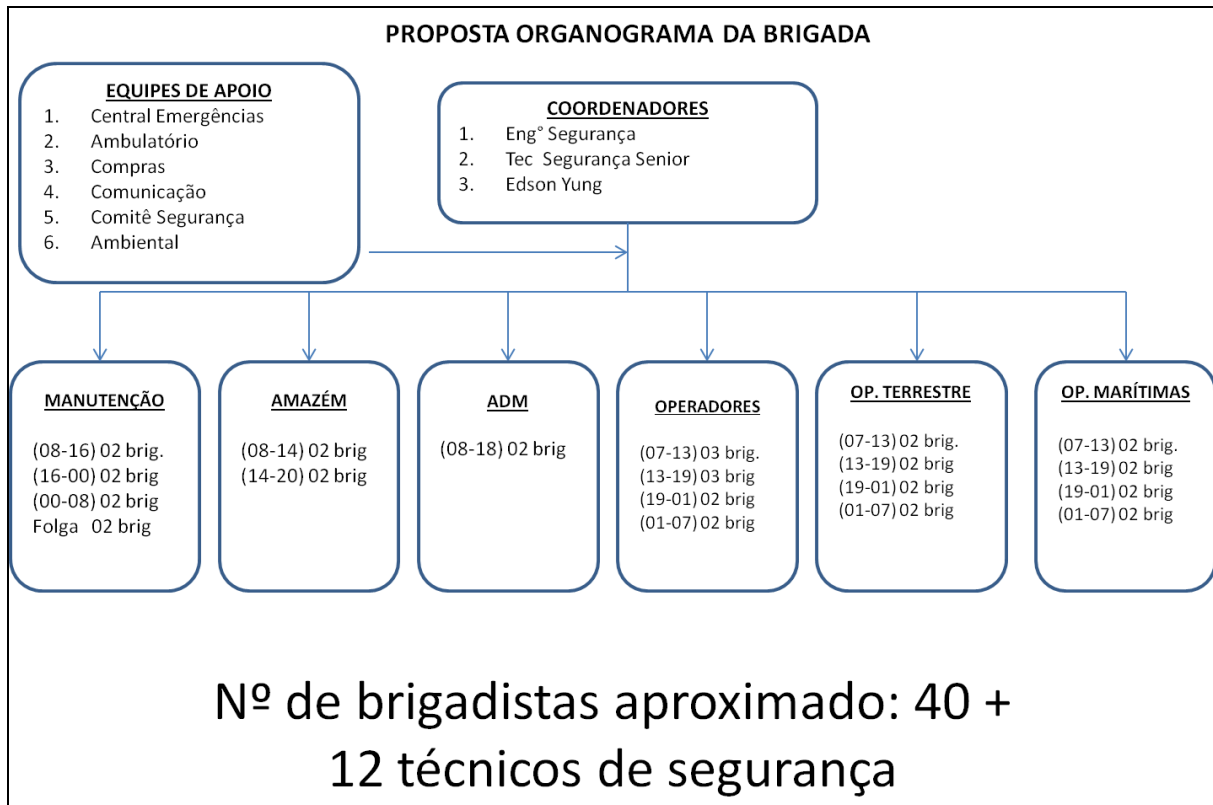 PROPOSTA ORGANOGRAMA DA BRIGADA
EQUIPES DE APOIO
1. Central Emergências
2. Ambulatório
3. Compras
4. Comunicação
5. Comitê Segurança
6. Ambiental
COORDENADORES
1. Eng° Segurança
2. Tec Segurança Senior
3. Edson Yung
MANUTENÇÃO
(08-16) 02 brig.
(16-00) 02 brig
(00-08) 02 brig
Folga 02 brig
AMAZÉM
(08-14) 02 brig
(14-20) 02 brig
ADM
(08-18) 02 brig
OPERADORES
(07-13) 03 brig.
(13-19) 03 brig
(19-01) 02 brig
(01-07) 02 brig
OP. TERRESTRE
(07-13) 02 brig.
(13-19) 02 brig
(19-01) 02 brig
(01-07) 02 brig
OP. MARÍTIMAS
(07-13) 02 brig.
(13-19) 02 brig
(19-01) 02 brig
(01-07) 02 brig
Nº de brigadistas aproximado: 40 +
12 técnicos de segurança